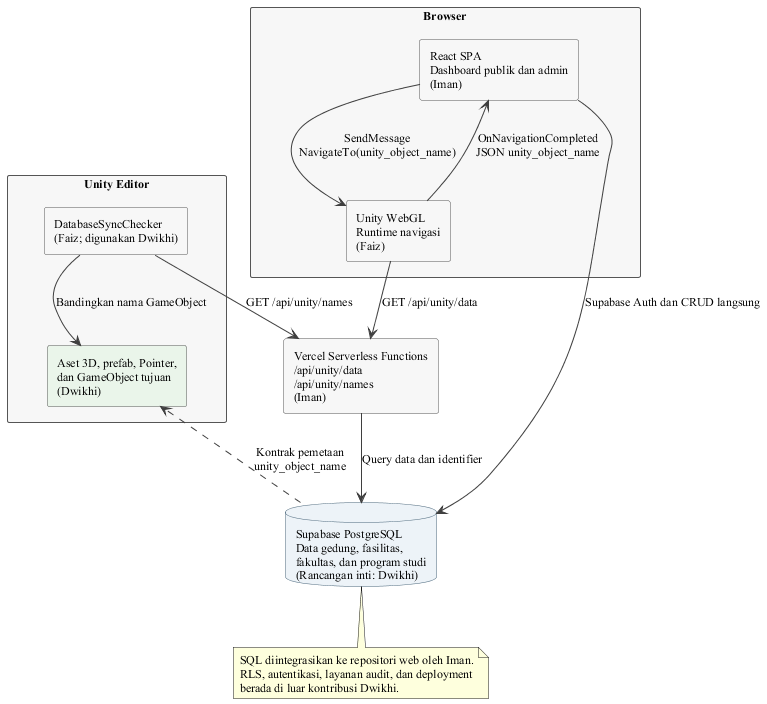 Browser
React SPA
Dashboard publik dan admin
(Iman)
SendMessage
NavigateTo(unity_object_name)
OnNavigationCompleted
JSON unity_object_name
Unity WebGL
Runtime navigasi
(Faiz)
Unity Editor
DatabaseSyncChecker
(Faiz; digunakan Dwikhi)
Bandingkan nama GameObject
GET /api/unity/names
GET /api/unity/data
Supabase Auth dan CRUD langsung
Aset 3D, prefab, Pointer,
dan GameObject tujuan
(Dwikhi)
Vercel Serverless Functions
/api/unity/data
/api/unity/names
(Iman)
Kontrak pemetaan
unity_object_name
Query data dan identifier
Supabase PostgreSQL
Data gedung, fasilitas,
fakultas, dan program studi
(Rancangan inti: Dwikhi)
SQL diintegrasikan ke repositori web oleh Iman.
RLS, autentikasi, layanan audit, dan deployment
berada di luar kontribusi Dwikhi.